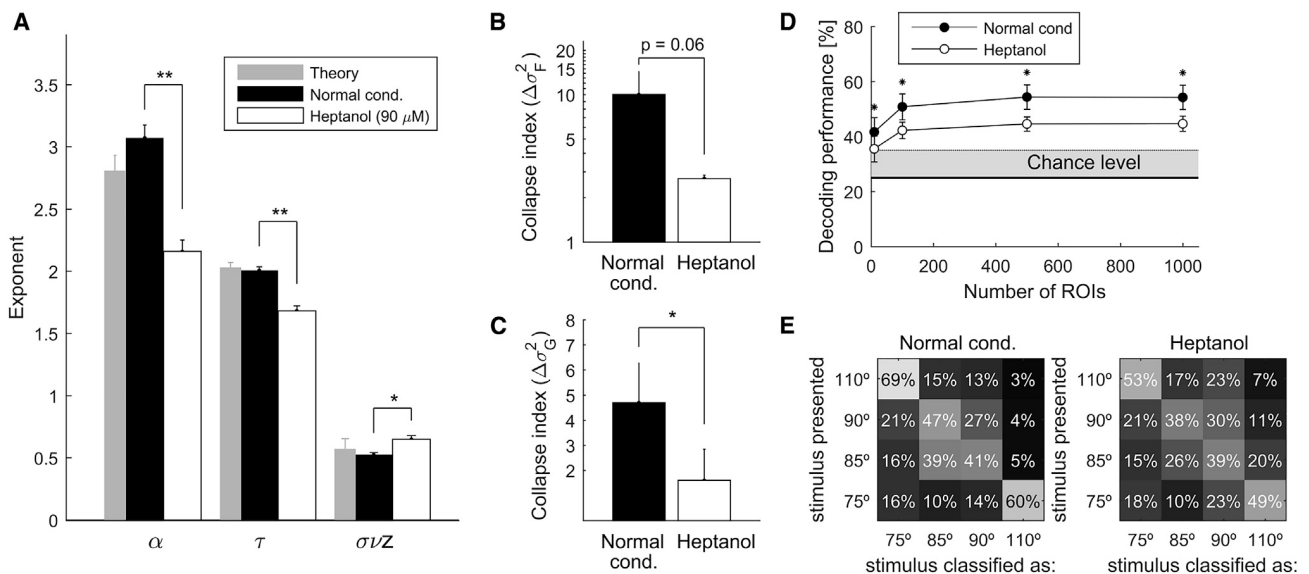 A
3.5
3
2.5
2
1.5
1
0.5
0
Exponent
α
τ
σνz
**
**
*
Theory
Normal cond.
Heptanol (90 μM)
B
Collapse index (Δσ²F)
20
10
5
1
p = 0.06
Normal cond.
Heptanol
C
Collapse index (Δσ²G)
8
7
6
5
4
3
2
*
Normal cond.
Heptanol
D
Decoding performance [%]
80
60
40
20
0
Normal cond
Heptanol
* * * *
Chance level
0 200 400 600 800 1000
Number of ROIs
E
Normal cond.
stimulus presented
110º 69% 15% 13% 3%
90º 21% 47% 27% 4%
85º 16% 39% 41% 5%
75º 16% 10% 14% 60%
75º 85º 90º 110º
stimulus classified as:
Heptanol
stimulus presented
110º 53% 17% 23% 7%
90º 21% 38% 30% 11%
85º 15% 26% 39% 20%
75º 18% 10% 23% 49%
75º 85º 90º 110º
stimulus classified as: